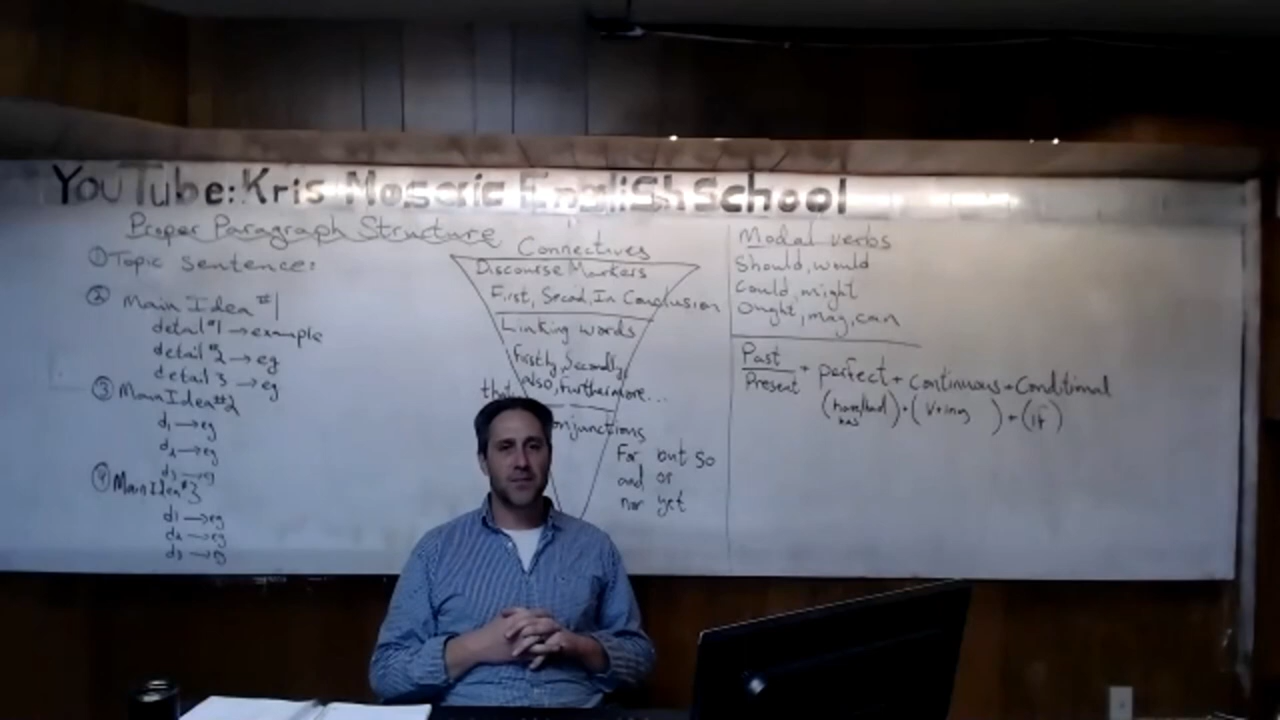 YouTube: Kris Mosaic English School
Proper Paragraph Structure
① Topic sentence:
② Main Idea #1
detail #1 → example
detail #2 → eg
detail 3 → eg
③ Main Idea #2
d1 → eg
d2 → eg
d3 → eg
④ Main Idea #3
d1 → eg
d2 → eg
d3 → eg
Connectives
Discourse Markers
First, Secod, In Conclusion
Linking words
Firstly, Secondly,
also, Furthermore...
onjunctions
For but so
and or
nor yet
Modal verbs
Should, would
Could, might
Ought, may, can
Past
Present + perfect + continuous + Conditional
(have/had) + (V+ing ) + (if)
has